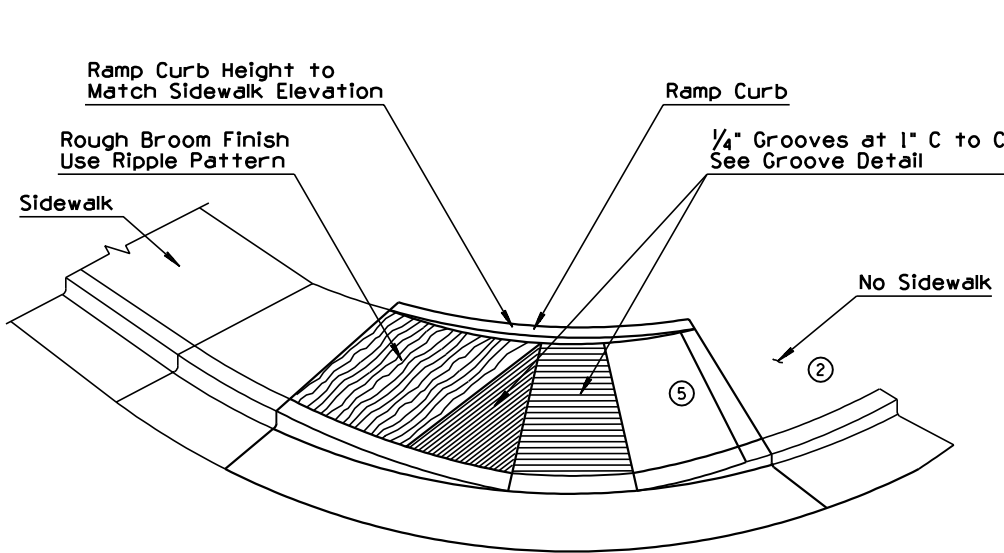 Ramp Curb Height to
Match Sidewalk Elevation
Ramp Curb
Rough Broom Finish
Use Ripple Pattern
1/4" Grooves at 1" C to C
See Groove Detail
Sidewalk
No Sidewalk
2
5